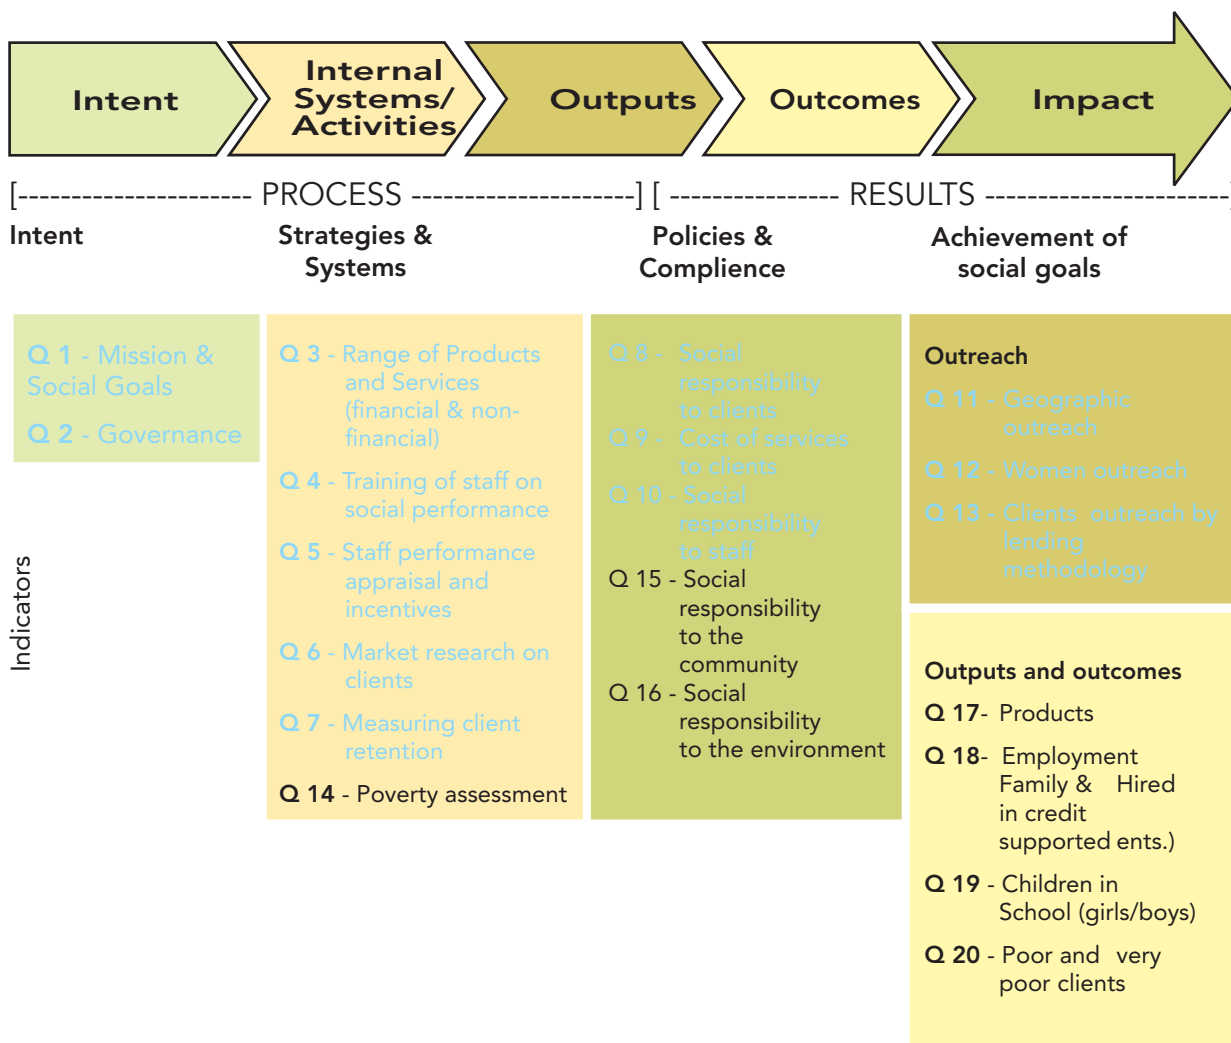 Intent
Internal
Systems/
Activities
Outputs
Outcomes
Impact
[---------------------- PROCESS ---------------------] [ ---------------- RESULTS -----------------------]
Intent
Strategies &
Systems
Policies &
Complience
Achievement of
social goals
Indicators
Q 1 - Mission &
Social Goals
Q 2 - Governance
Q 3 - Range of Products
and Services
(financial & non-
financial)
Q 4 - Training of staff on
social performance
Q 5 - Staff performance
appraisal and
incentives
Q 6 - Market research on
clients
Q 7 - Measuring client
retention
Q 14 - Poverty assessment
Q 8 - Social
responsibility
to clients
Q 9 - Cost of services
to clients
Q 10 - Social
responsibility
to staff
Q 15 - Social
responsibility
to the
community
Q 16 - Social
responsibility
to the environment
Outreach
Q 11 - Geographic
outreach
Q 12 - Women outreach
Q 13 - Clients outreach by
lending
methodology
Outputs and outcomes
Q 17- Products
Q 18- Employment
Family & Hired
in credit
supported ents.)
Q 19 - Children in
School (girls/boys)
Q 20 - Poor and very
poor clients